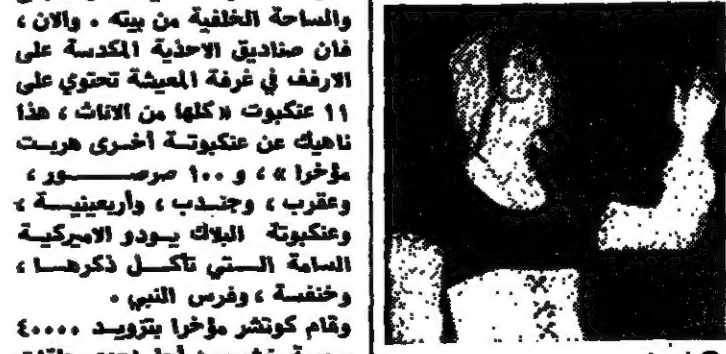 والمساحة الخلفية من بيته . والان ،
فان صناديق الاحذية المكدسة على
الارفف في غرفة المعيشة تحتوي على
١١ عنكبوت « كلها من الاناث ، هذا
ناهيك عن عنكبوتة أخرى هربت
مؤخرا » ، و ١٠٠ صرصور ،
وعقرب ، وجندب ، وأربعينية ،
وعنكبوتة البلاك يودو الاميركية
السامة التي تأكل ذكرها ،
وخنفسة ، وفرس النبي .
وقام كوتشر مؤخرا بتزويد ٤٠٠٠٠